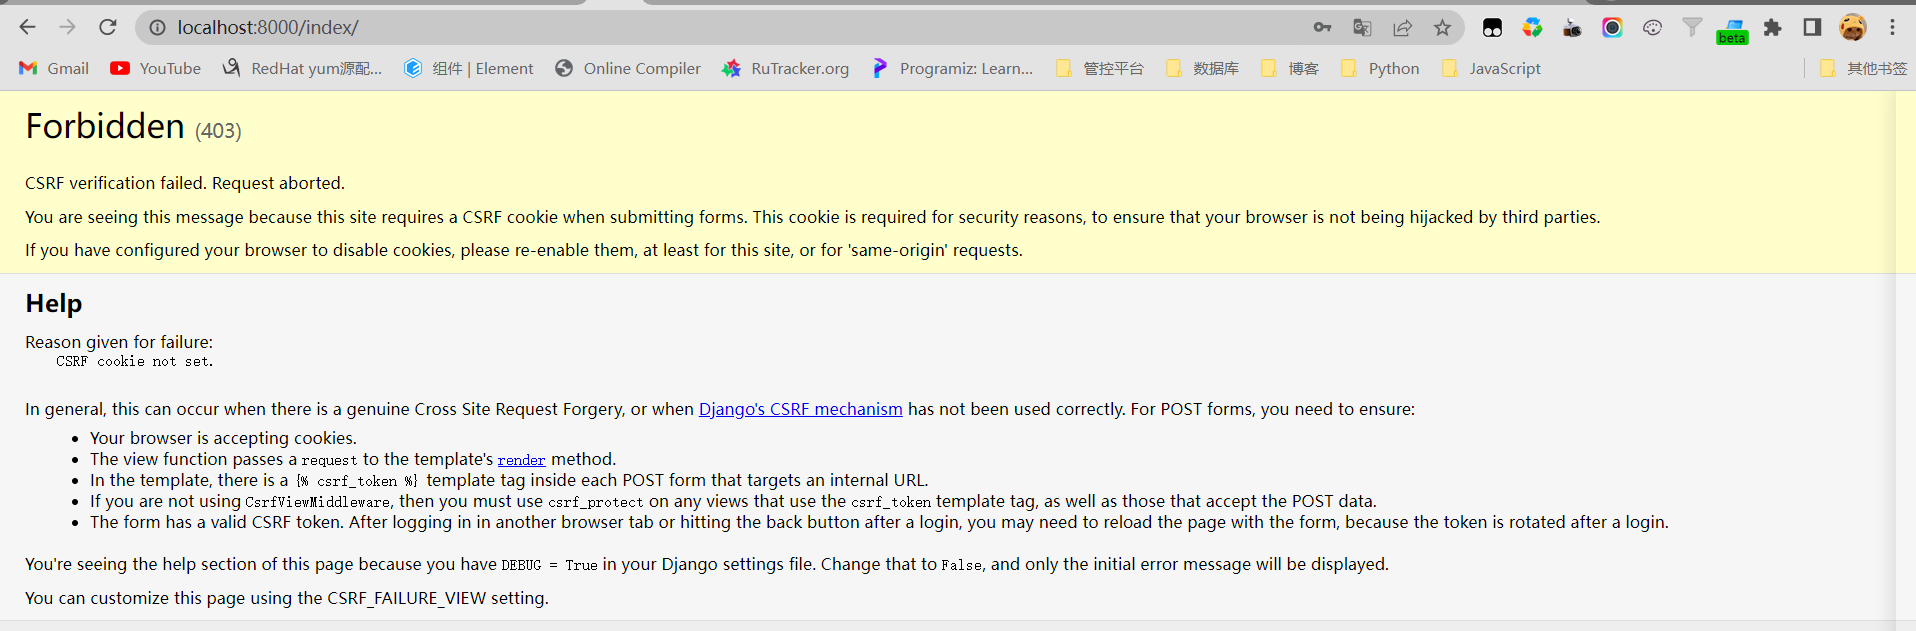 localhost:8000/index/
beta
Gmail YouTube RedHat yum源配... 组件 | Element Online Compiler RuTracker.org Programiz: Learn... 管控平台 数据库 博客 Python JavaScript 其他书签
Forbidden (403)
CSRF verification failed. Request aborted.
You are seeing this message because this site requires a CSRF cookie when submitting forms. This cookie is required for security reasons, to ensure that your browser is not being hijacked by third parties.
If you have configured your browser to disable cookies, please re-enable them, at least for this site, or for 'same-origin' requests.
Help
Reason given for failure:
CSRF cookie not set.
In general, this can occur when there is a genuine Cross Site Request Forgery, or when Django's CSRF mechanism has not been used correctly. For POST forms, you need to ensure:
• Your browser is accepting cookies.
• The view function passes a request to the template's render method.
• In the template, there is a {% csrf_token %} template tag inside each POST form that targets an internal URL.
• If you are not using CsrfViewMiddleware, then you must use csrf_protect on any views that use the csrf_token template tag, as well as those that accept the POST data.
• The form has a valid CSRF token. After logging in in another browser tab or hitting the back button after a login, you may need to reload the page with the form, because the token is rotated after a login.
You're seeing the help section of this page because you have DEBUG = True in your Django settings file. Change that to False, and only the initial error message will be displayed.
You can customize this page using the CSRF_FAILURE_VIEW setting.